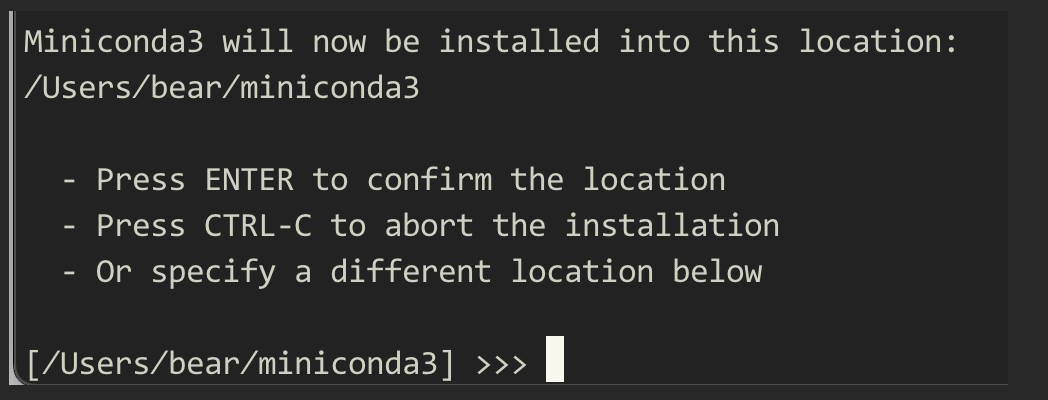 Miniconda3 will now be installed into this location:
/Users/bear/miniconda3
- Press ENTER to confirm the location
- Press CTRL-C to abort the installation
- Or specify a different location below
[/Users/bear/miniconda3] >>>